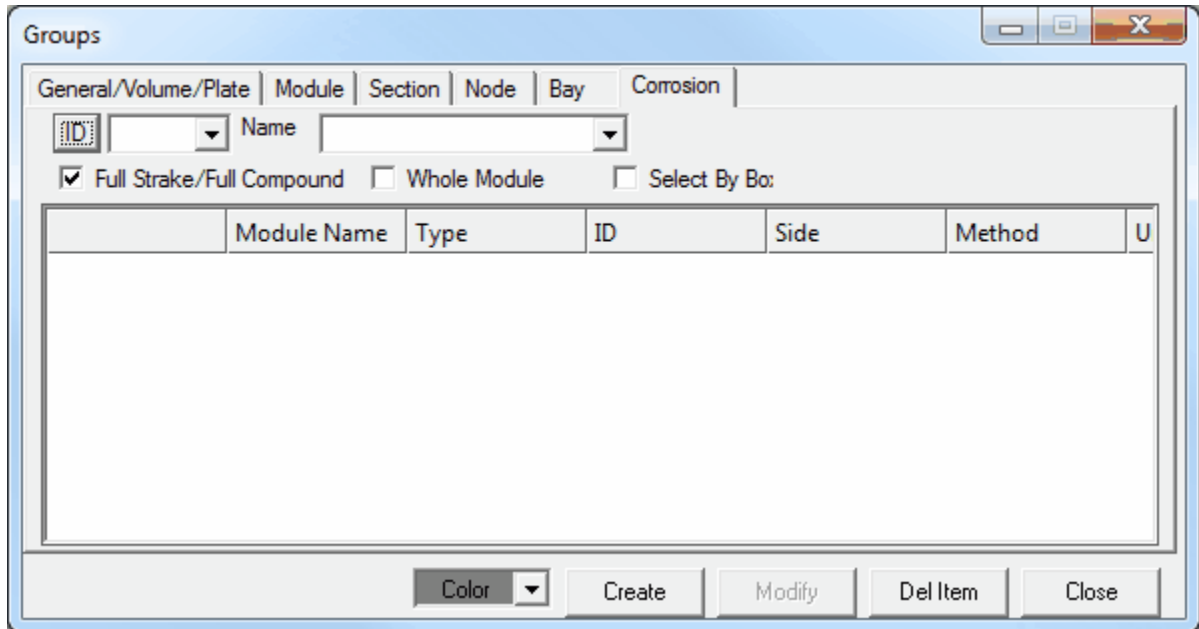 Groups
General/Volume/Plate Module Section Node Bay Corrosion
ID Name
Full Strake/Full Compound Whole Module Select By Bo
Module Name Type ID Side Method U
Color Create Modify Del Item Close